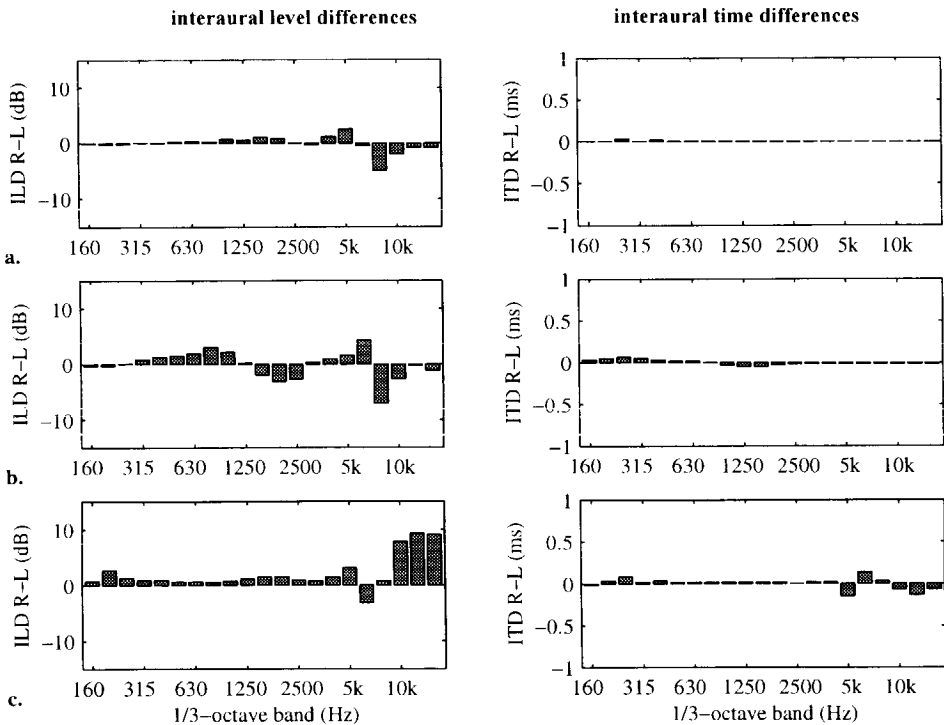 interaural level differences
interaural time differences
ILD R−L (dB)
10
0
−10
160 315 630 1250 2500 5k 10k
ITD R−L (ms)
1
0.5
0
−0.5
−1
160 315 630 1250 2500 5k 10k
a.
ILD R−L (dB)
10
0
−10
160 315 630 1250 2500 5k 10k
ITD R−L (ms)
1
0.5
0
−0.5
−1
160 315 630 1250 2500 5k 10k
b.
ILD R−L (dB)
10
0
−10
160 315 630 1250 2500 5k 10k
1/3−octave band (Hz)
ITD R−L (ms)
1
0.5
0
−0.5
−1
160 315 630 1250 2500 5k 10k
1/3−octave band (Hz)
c.